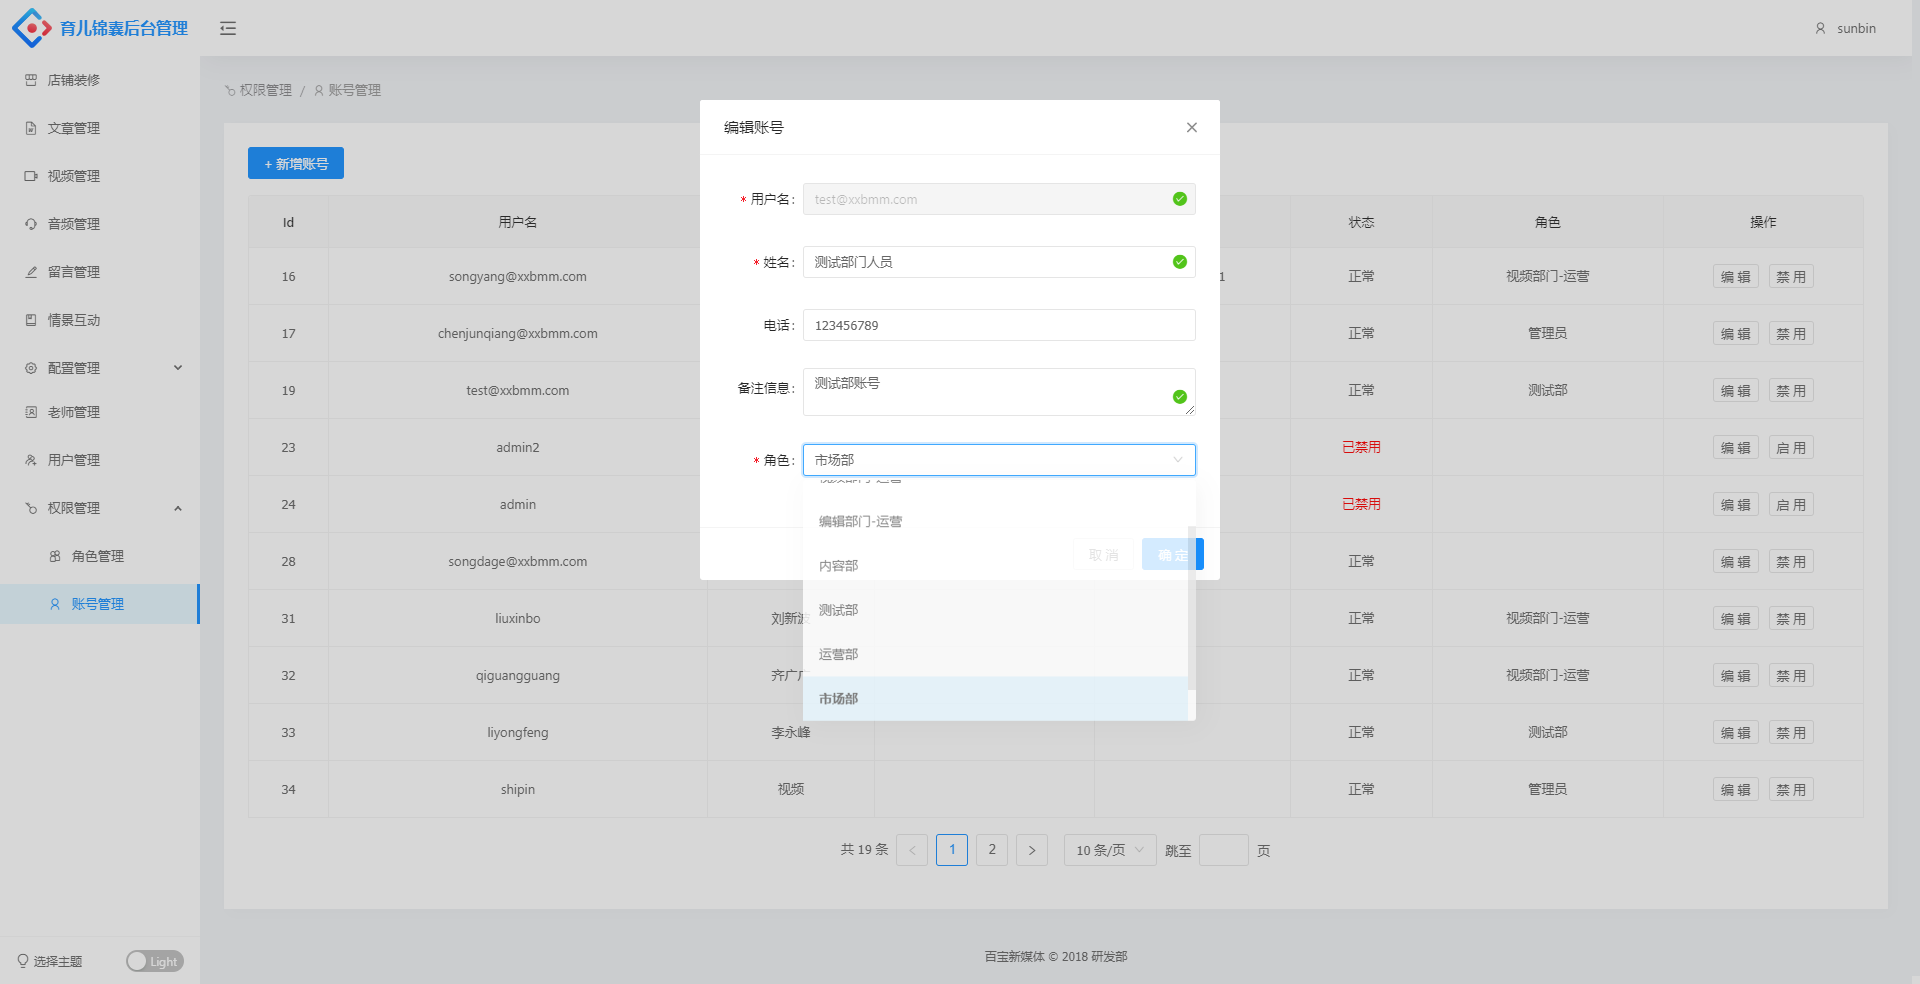 育儿锦囊后台管理
sunbin
店铺装修
文章管理
视频管理
音频管理
留言管理
情景互动
配置管理
老师管理
用户管理
权限管理
角色管理
账号管理
选择主题
Light
权限管理 / 账号管理
+ 新增账号
Id 用户名 状态 角色 操作
16 songyang@xxbmm.com 1 正常 视频部门-运营 编 辑 禁 用
17 chenjunqiang@xxbmm.com 正常 管理员 编 辑 禁 用
19 test@xxbmm.com 正常 测试部 编 辑 禁 用
23 admin2 已禁用 编 辑 启 用
24 admin 已禁用 编 辑 启 用
28 songdage@xxbmm.com 正常 编 辑 禁 用
31 liuxinbo 刘新波 正常 视频部门-运营 编 辑 禁 用
32 qiguangguang 齐广广 正常 视频部门-运营 编 辑 禁 用
33 liyongfeng 李永峰 正常 测试部 编 辑 禁 用
34 shipin 视频 正常 管理员 编 辑 禁 用
共 19 条 < 1 2 > 10 条/页 跳至 页
百宝新媒体 © 2018 研发部
编辑账号
* 用户名: test@xxbmm.com
* 姓名: 测试部门人员
电话: 123456789
备注信息: 测试部账号
* 角色: 市场部
视频部门-运营
编辑部门-运营
内容部
测试部
运营部
市场部
取 消 确 定